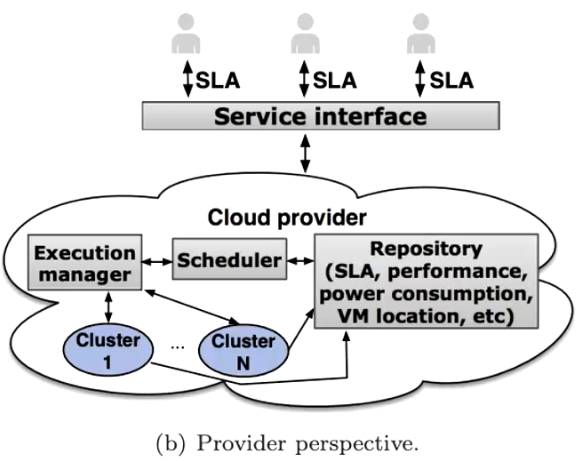 SLA
SLA
SLA
Service interface
Cloud provider
Execution
manager
Scheduler
Repository
(SLA, performance,
power consumption,
VM location, etc)
Cluster
1
...
Cluster
N
(b) Provider perspective.